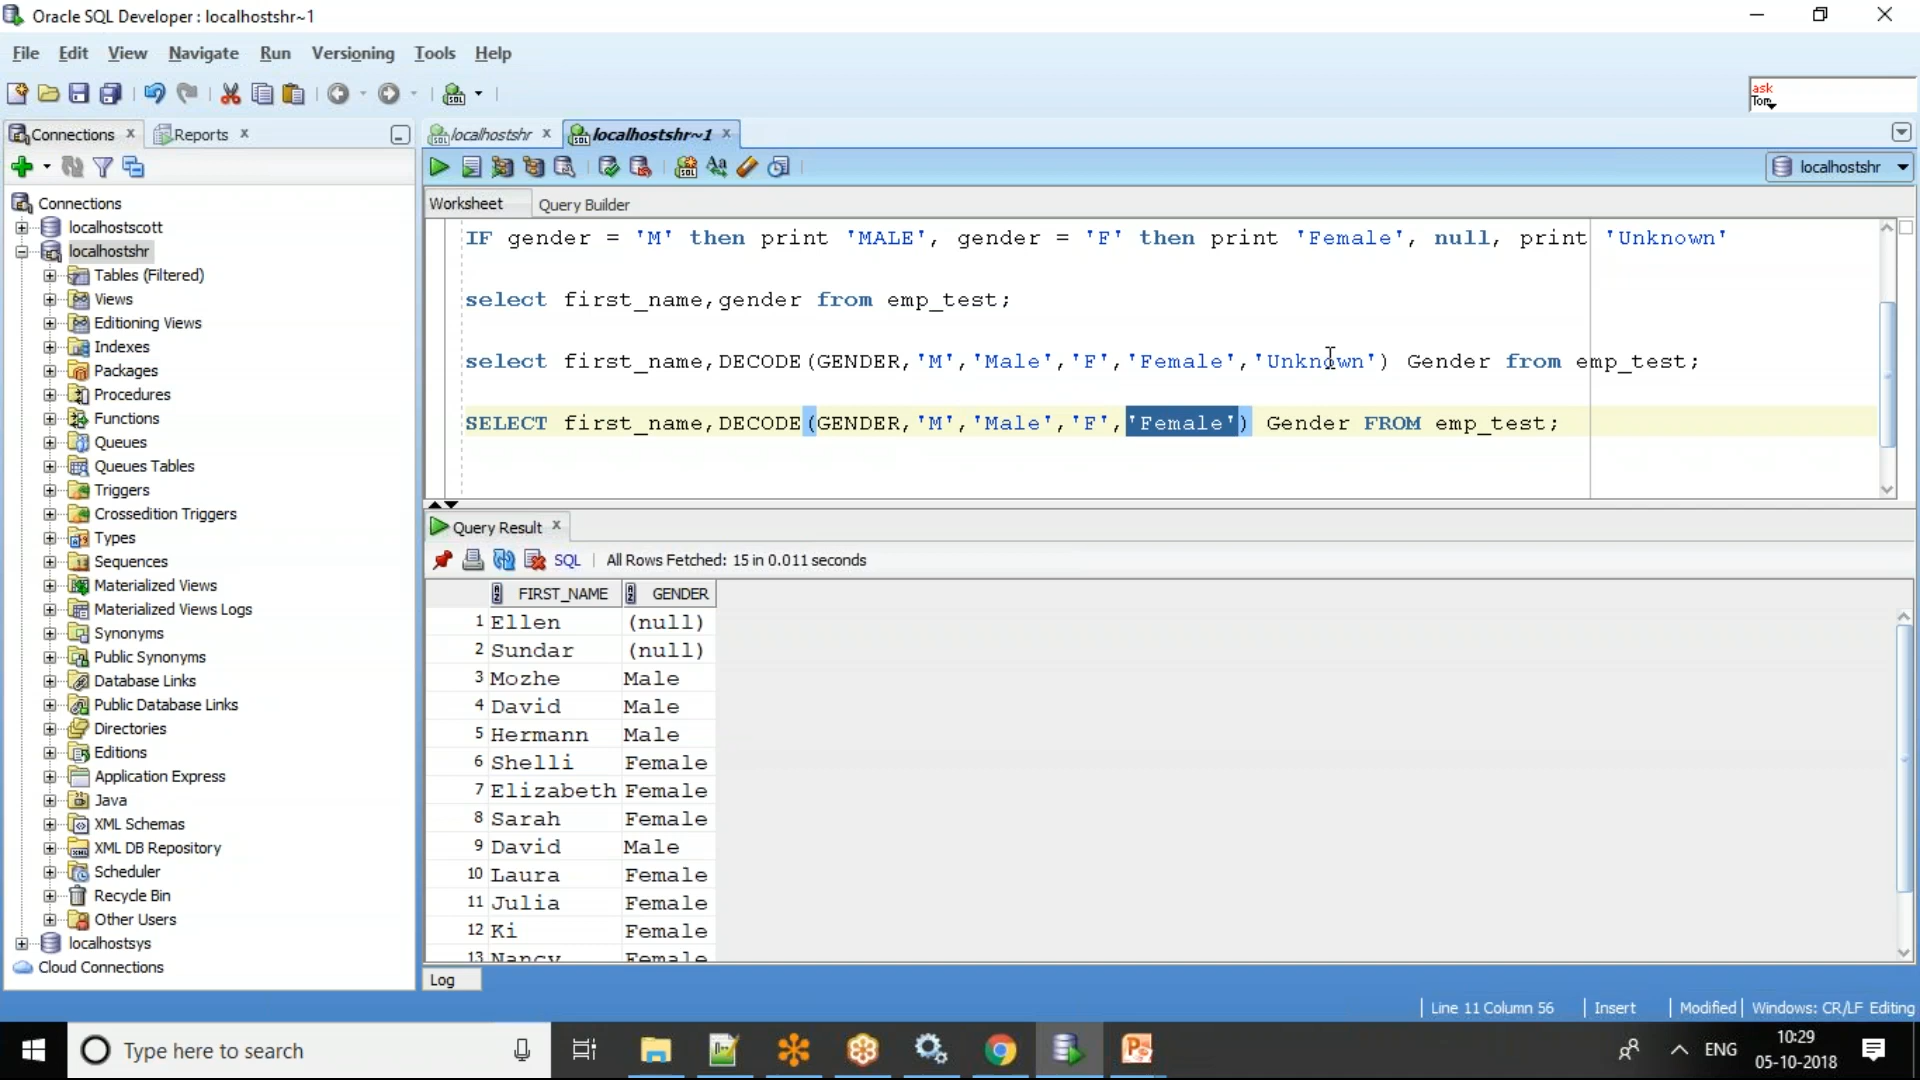 Oracle SQL Developer : localhostshr~1
File Edit View Navigate Run Versioning Tools Help
ask
Tom
Connections
Reports
localhostshr
localhostshr~1
localhostshr
Connections
localhostscott
localhostshr
Tables (Filtered)
Views
Editioning Views
Indexes
Packages
Procedures
Functions
Queues
Queues Tables
Triggers
Crossedition Triggers
Types
Sequences
Materialized Views
Materialized Views Logs
Synonyms
Public Synonyms
Database Links
Public Database Links
Directories
Editions
Application Express
Java
XML Schemas
XML DB Repository
Scheduler
Recycle Bin
Other Users
localhostsys
Cloud Connections
Worksheet Query Builder
IF gender = 'M' then print 'MALE', gender = 'F' then print 'Female', null, print 'Unknown'
select first_name,gender from emp_test;
select first_name,DECODE(GENDER,'M','Male','F','Female','Unknown') Gender from emp_test;
SELECT first_name,DECODE(GENDER,'M','Male','F','Female') Gender FROM emp_test;
Query Result
SQL | All Rows Fetched: 15 in 0.011 seconds
FIRST_NAME GENDER
1 Ellen (null)
2 Sundar (null)
3 Mozhe Male
4 David Male
5 Hermann Male
6 Shelli Female
7 Elizabeth Female
8 Sarah Female
9 David Male
10 Laura Female
11 Julia Female
12 Ki Female
13 Nancy Female
Log
Line 11 Column 56 | Insert | Modified | Windows: CR/LF Editing
Type here to search
ENG
10:29
05-10-2018